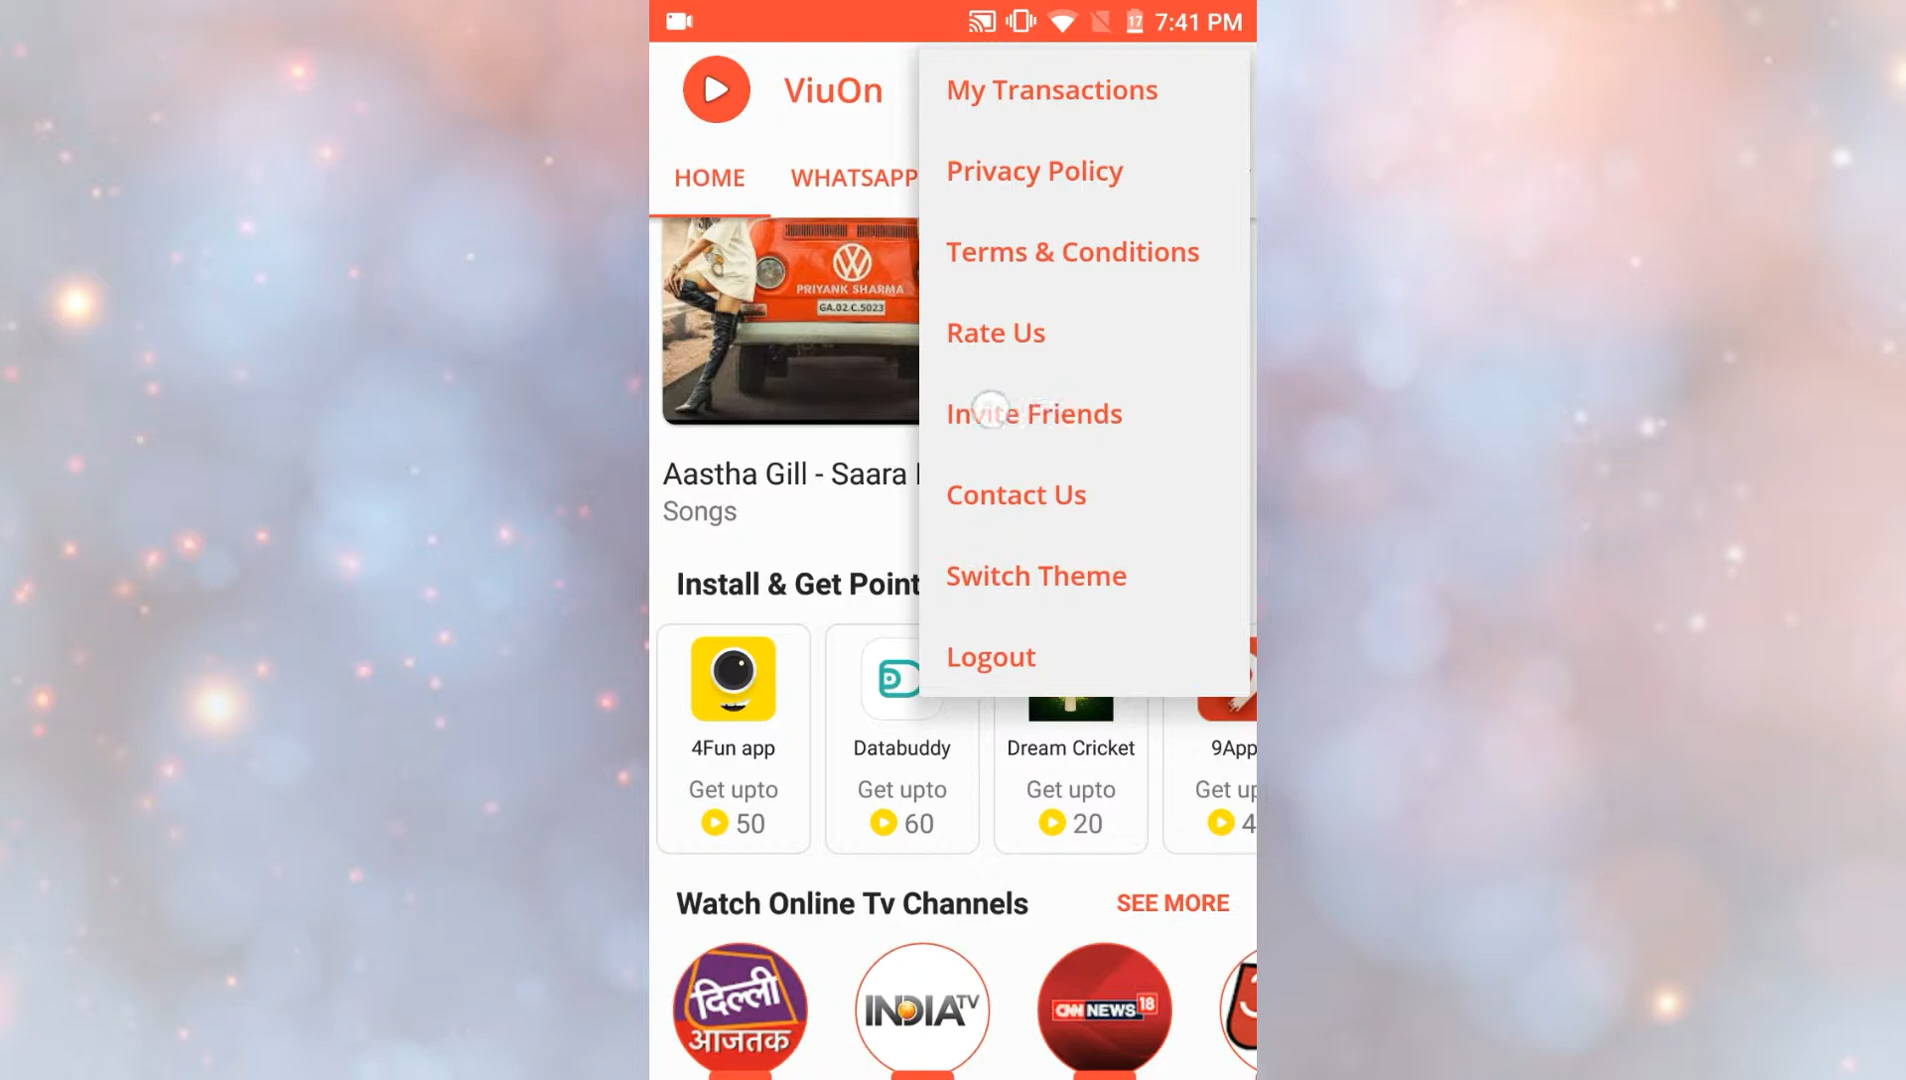 17 7:41 PM
ViuOn
HOME
WHATSAPP
My Transactions
Privacy Policy
Terms & Conditions
Rate Us
Invite Friends
Contact Us
Switch Theme
Logout
PRIYANK SHARMA
GA.02.C.5023
Aastha Gill - Saara
Songs
Install & Get Point
4Fun app
Get upto
50
Databuddy
Get upto
60
Dream Cricket
Get upto
20
9App
Get up
4
Watch Online Tv Channels
SEE MORE
दिल्ली
आजतक
INDIA TV
CNN NEWS 18